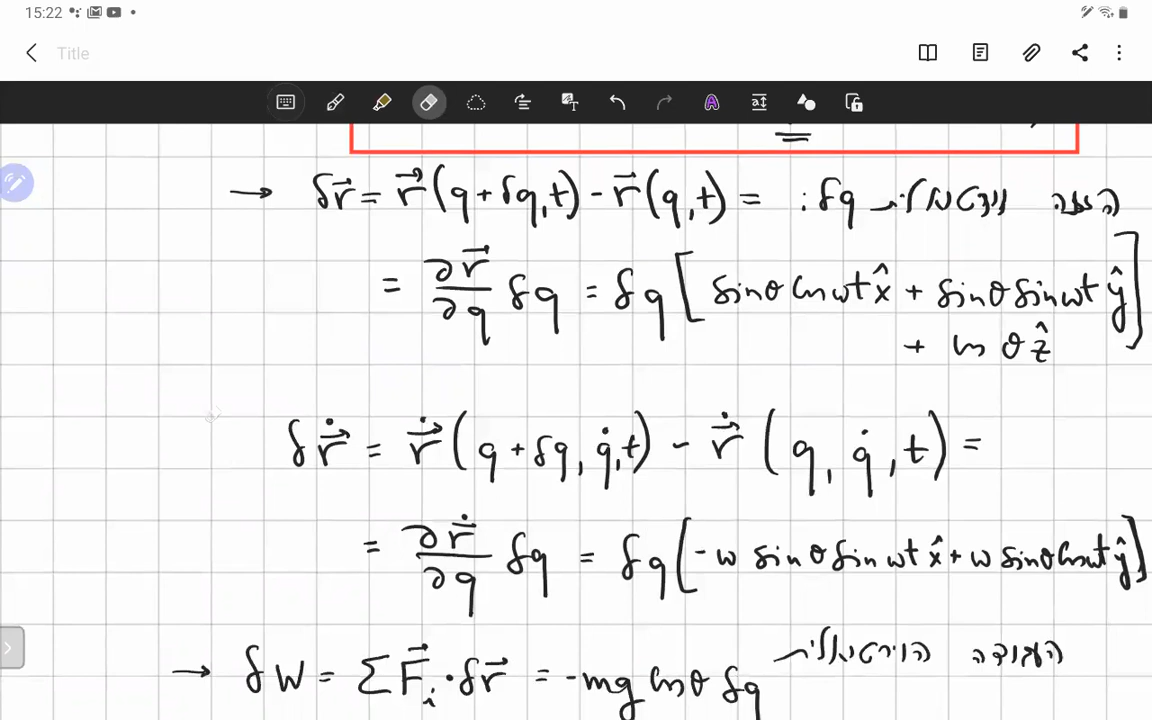 15:22
Title
→ δr⃗ = r⃗(q+δq,t) - r⃗(q,t) = הזזה וירטואלית δq:
= ∂r⃗/∂q δq = δq[sinθ cosωt x̂ + sinθ sinωt ŷ
+ cosθ ẑ]
δṙ⃗ = ṙ⃗(q+δq, q̇,t) - ṙ⃗(q, q̇,t) =
= ∂ṙ⃗/∂q δq = δq(-ω sinθ sinωt x̂ + ω sinθ cosωt ŷ)
→ δW = ΣF⃗ᵢ·δr⃗ = -mg cosθ δq העבודה הוירטואלית